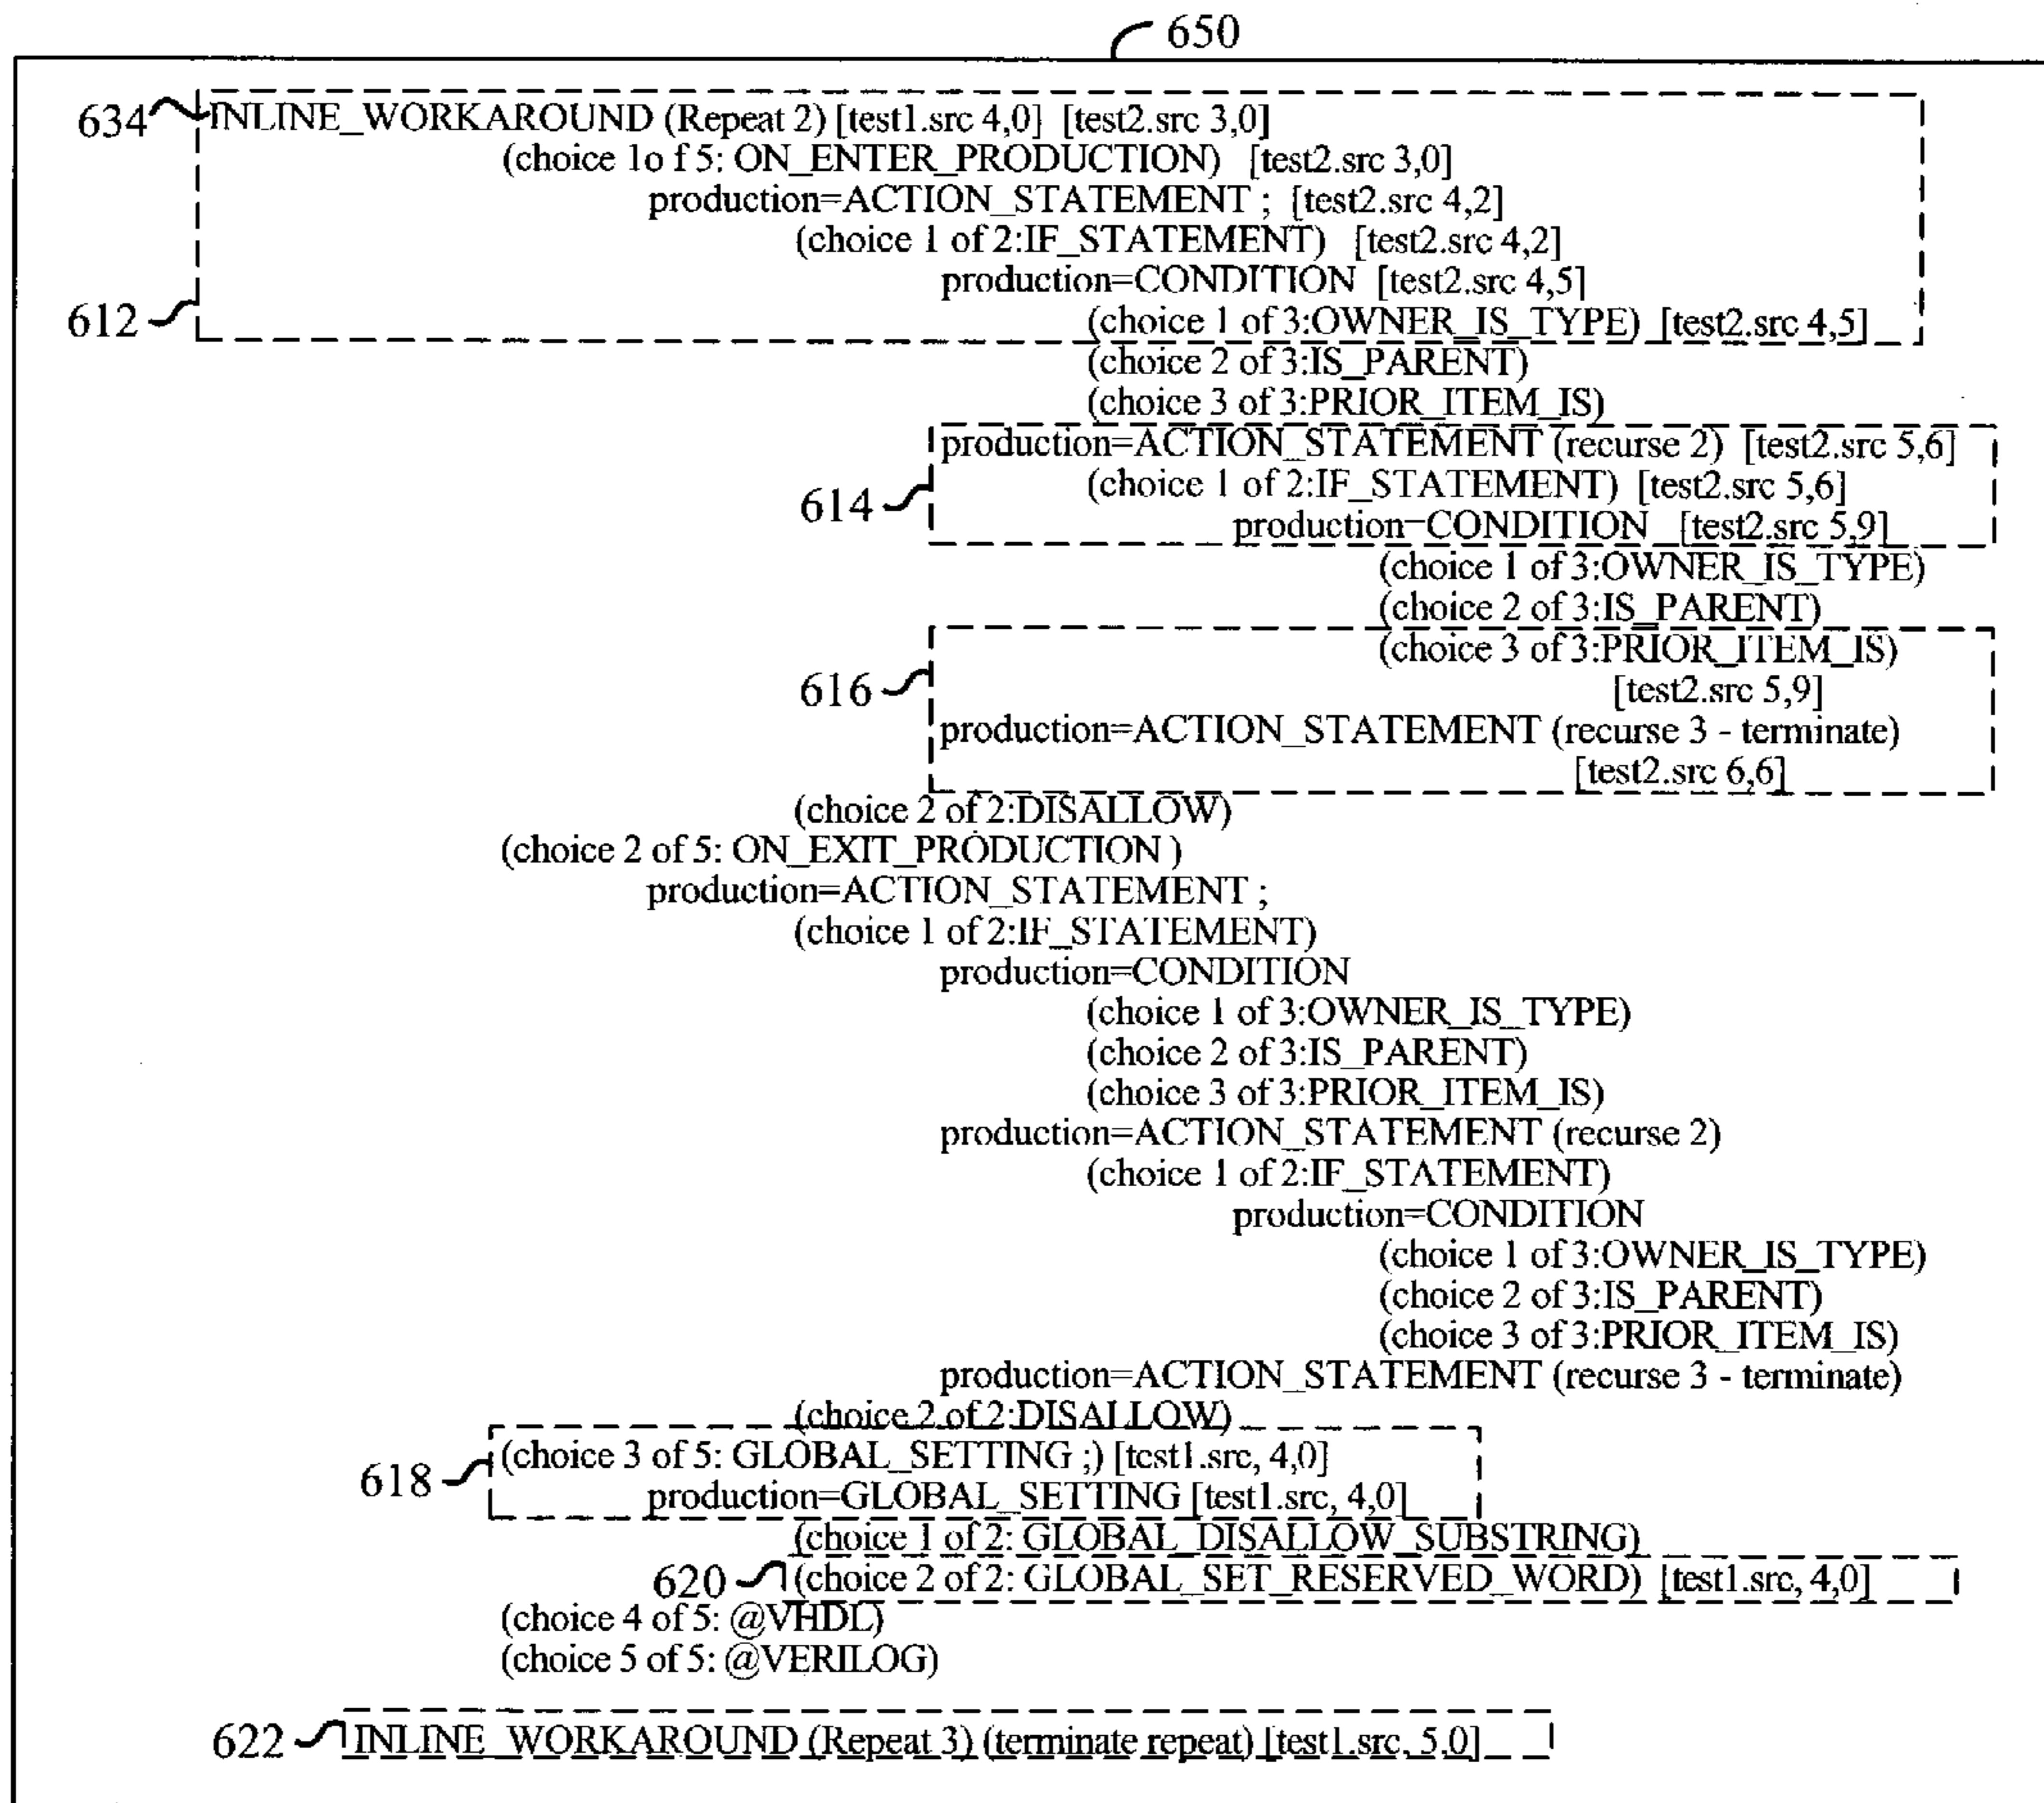 650
634 INLINE_WORKAROUND (Repeat 2) [test1.src 4,0] [test2.src 3,0]
(choice 1o f 5: ON_ENTER_PRODUCTION) [test2.src 3,0]
production=ACTION_STATEMENT ; [test2.src 4,2]
(choice 1 of 2:IF_STATEMENT) [test2.src 4,2]
production=CONDITION [test2.src 4,5]
612 (choice 1 of 3:OWNER_IS_TYPE) [test2.src 4,5]
(choice 2 of 3:IS_PARENT)
(choice 3 of 3:PRIOR_ITEM_IS)
production=ACTION_STATEMENT (recurse 2) [test2.src 5,6]
614 (choice 1 of 2:IF_STATEMENT) [test2.src 5,6]
production=CONDITION [test2.src 5,9]
(choice 1 of 3:OWNER_IS_TYPE)
(choice 2 of 3:IS_PARENT)
(choice 3 of 3:PRIOR_ITEM_IS)
616 [test2.src 5,9]
production=ACTION_STATEMENT (recurse 3 - terminate)
[test2.src 6,6]
(choice 2 of 2:DISALLOW)
(choice 2 of 5: ON_EXIT_PRODUCTION )
production=ACTION_STATEMENT ;
(choice 1 of 2:IF_STATEMENT)
production=CONDITION
(choice 1 of 3:OWNER_IS_TYPE)
(choice 2 of 3:IS_PARENT)
(choice 3 of 3:PRIOR_ITEM_IS)
production=ACTION_STATEMENT (recurse 2)
(choice 1 of 2:IF_STATEMENT)
production=CONDITION
(choice 1 of 3:OWNER_IS_TYPE)
(choice 2 of 3:IS_PARENT)
(choice 3 of 3:PRIOR_ITEM_IS)
production=ACTION_STATEMENT (recurse 3 - terminate)
(choice 2 of 2:DISALLOW)
618 (choice 3 of 5: GLOBAL_SETTING ;) [test1.src, 4,0]
production=GLOBAL_SETTING [test1.src, 4,0]
(choice 1 of 2: GLOBAL_DISALLOW_SUBSTRING)
620 (choice 2 of 2: GLOBAL_SET_RESERVED_WORD) [test1.src, 4,0]
(choice 4 of 5: @VHDL)
(choice 5 of 5: @VERILOG)
622 INLINE_WORKAROUND (Repeat 3) (terminate repeat) [test1.src, 5,0]